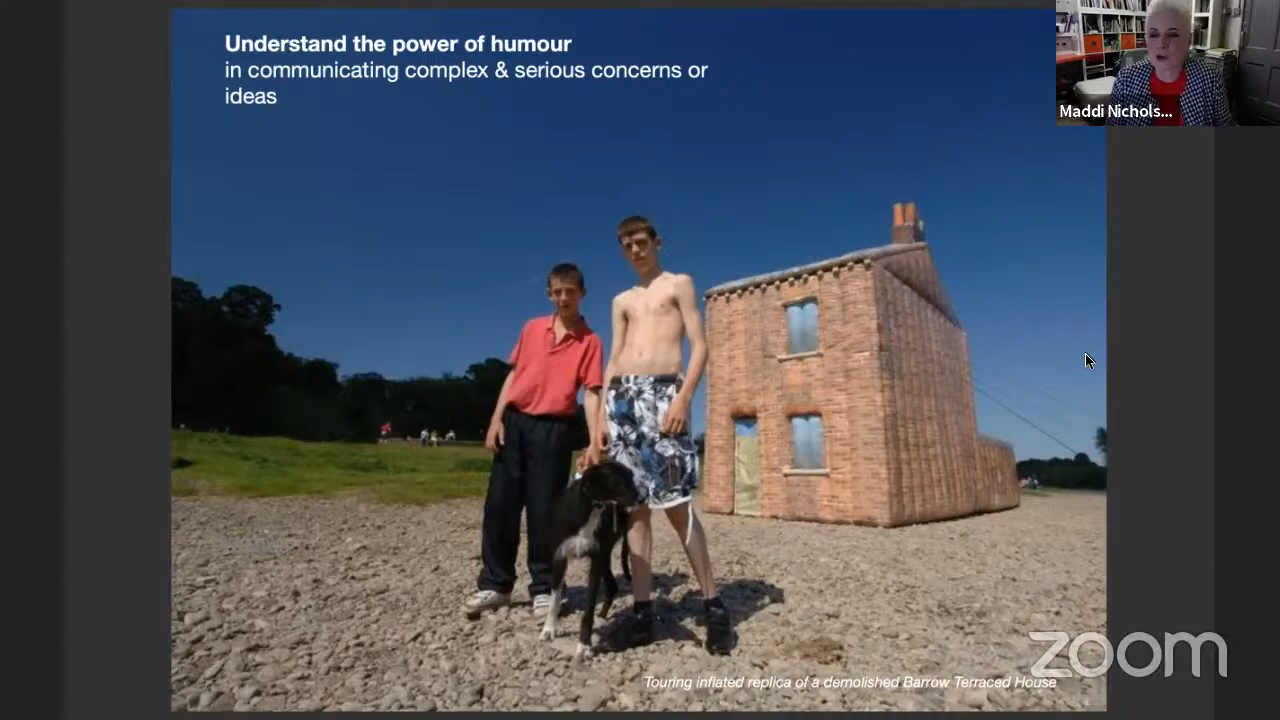 Understand the power of humour
in communicating complex & serious concerns or
ideas
Maddi Nichols...
zoom
Touring inflated replica of a demolished Barrow Terraced House